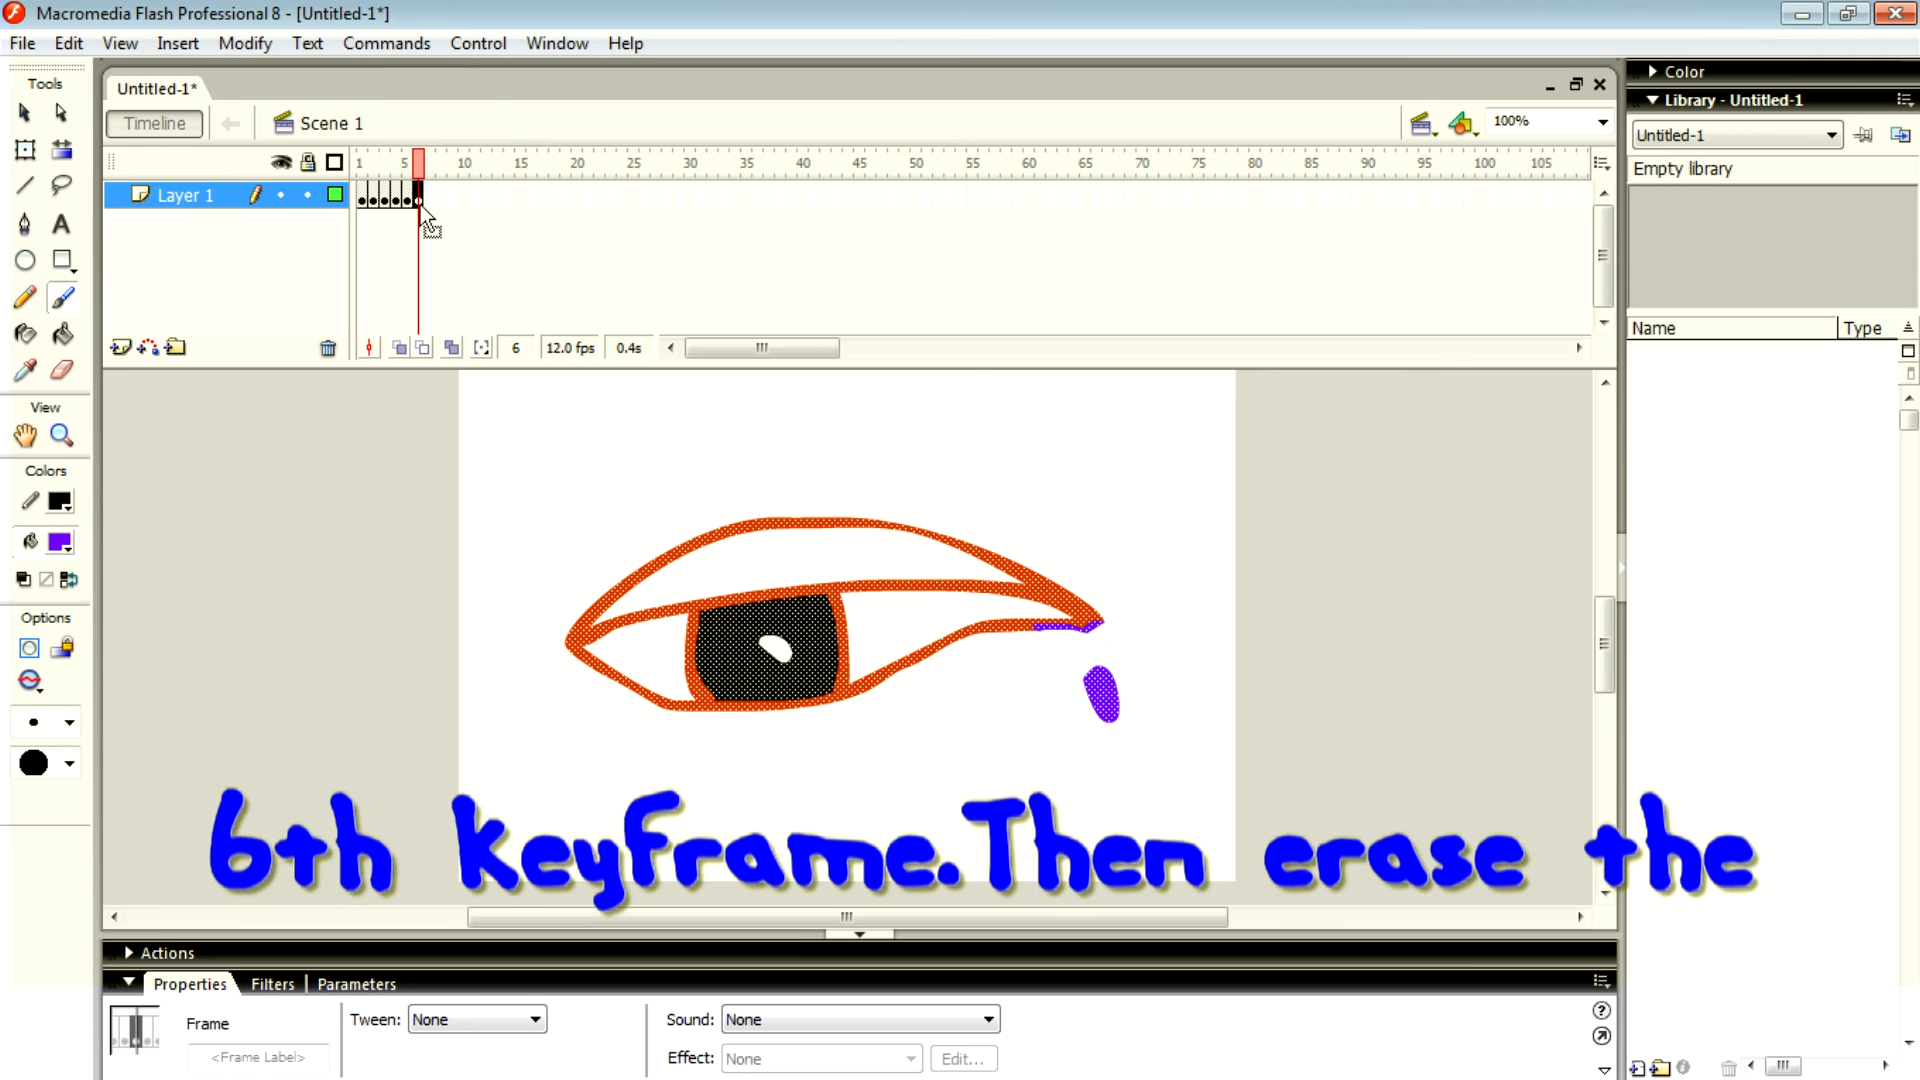 Macromedia Flash Professional 8 - [Untitled-1*]
File Edit View Insert Modify Text Commands Control Window Help
Tools
View
Colors
Options
Untitled-1*
Timeline
Scene 1
100%
1 5 10 15 20 25 30 35 40 45 50 55 60 65 70 75 80 85 90 95 100 105
Layer 1
6 12.0 fps 0.4s
6th keyframe.Then erase the
Actions
Properties Filters Parameters
Frame
<Frame Label>
Tween: None
Sound: None
Effect: None Edit...
Color
Library - Untitled-1
Untitled-1
Empty library
Name Type